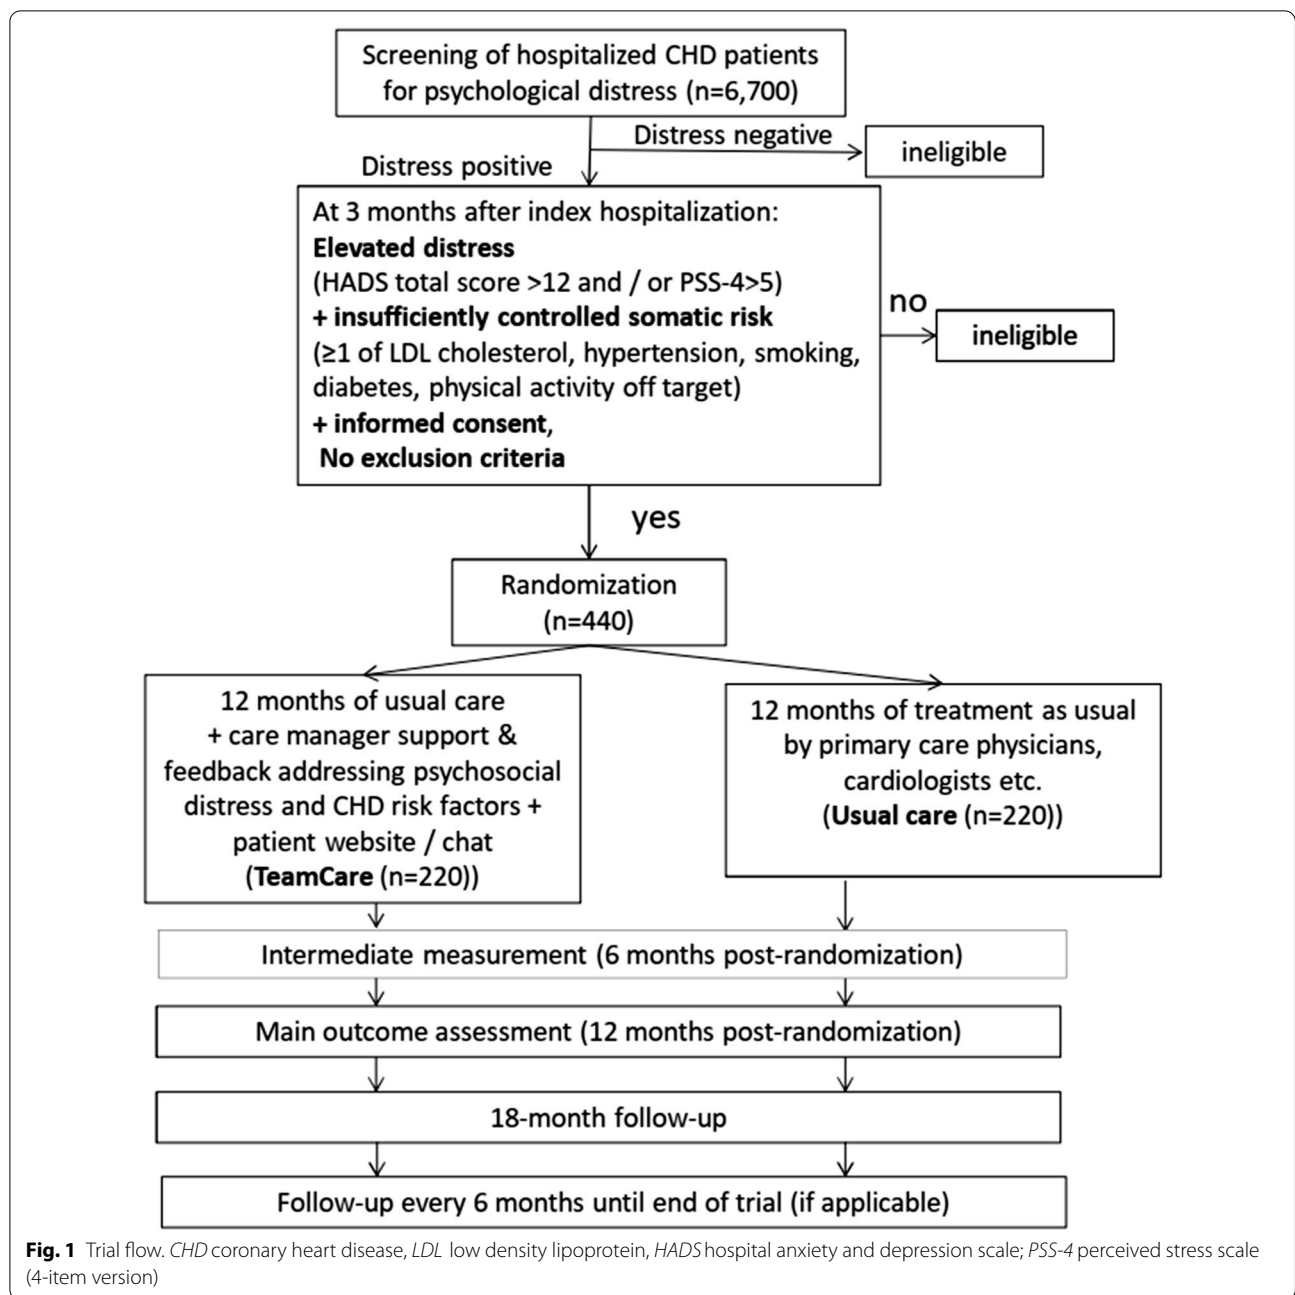 Screening of hospitalized CHD patients
for psychological distress (n=6,700)
Distress negative
ineligible
Distress positive
At 3 months after index hospitalization:
Elevated distress
(HADS total score >12 and / or PSS-4>5)
+ insufficiently controlled somatic risk
(≥1 of LDL cholesterol, hypertension, smoking,
diabetes, physical activity off target)
+ informed consent,
No exclusion criteria
no
ineligible
yes
Randomization
(n=440)
12 months of usual care
+ care manager support &
feedback addressing psychosocial
distress and CHD risk factors +
patient website / chat
(TeamCare (n=220))
12 months of treatment as usual
by primary care physicians,
cardiologists etc.
(Usual care (n=220))
Intermediate measurement (6 months post-randomization)
Main outcome assessment (12 months post-randomization)
18-month follow-up
Follow-up every 6 months until end of trial (if applicable)
Fig. 1 Trial flow. CHD coronary heart disease, LDL low density lipoprotein, HADS hospital anxiety and depression scale; PSS-4 perceived stress scale
(4-item version)